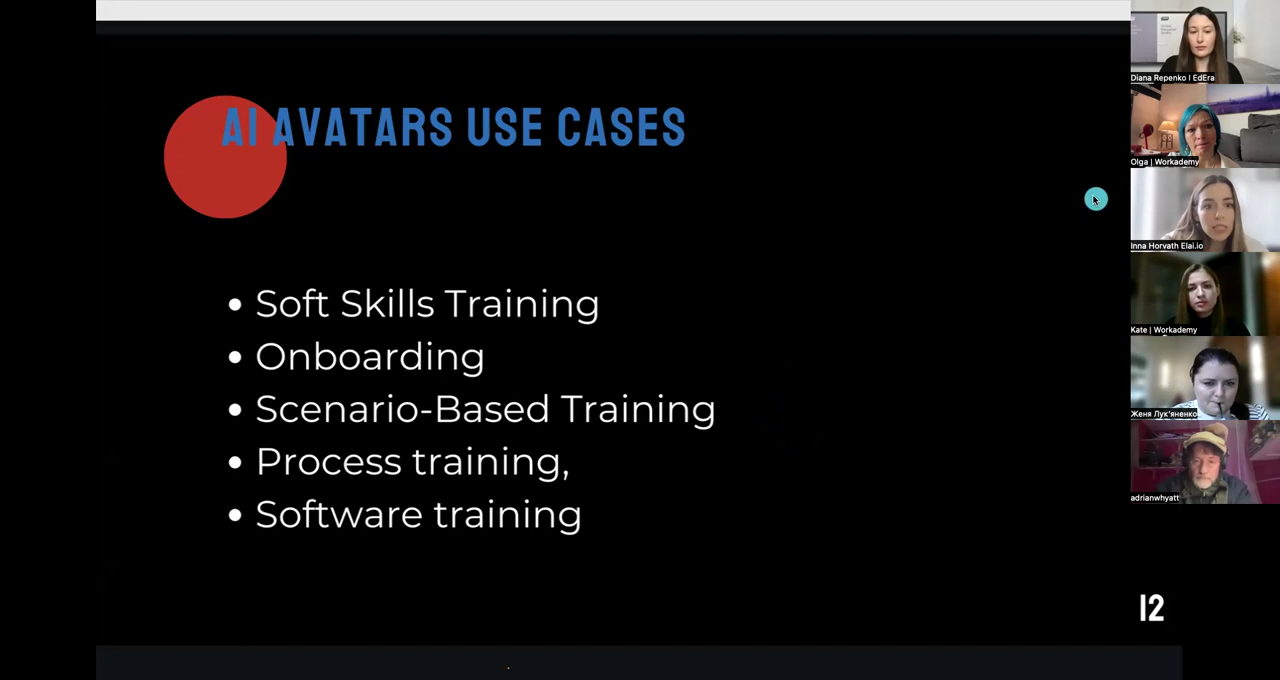 AI AVATARS USE CASES
• Soft Skills Training
• Onboarding
• Scenario-Based Training
• Process training,
• Software training
12
Diana Repenko | EdEra
Olga | Workademy
Inna Horvath Elai.io
Kate | Workademy
Женя Лук'яненко
adrianwhyatt